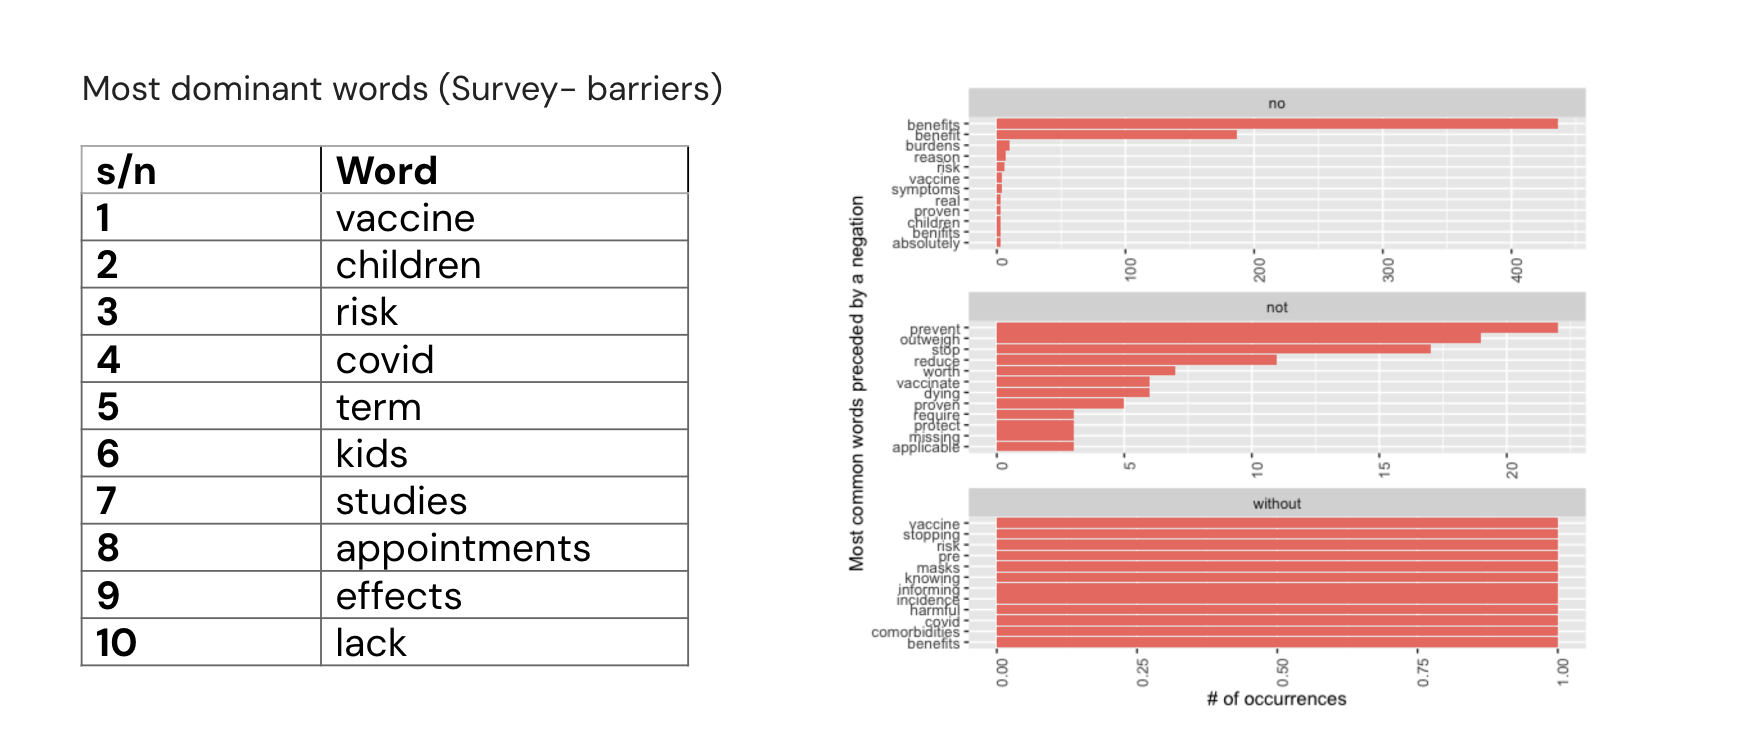 Most dominant words (Survey- barriers)
s/n Word
1 vaccine
2 children
3 risk
4 covid
5 term
6 kids
7 studies
8 appointments
9 effects
10 lack
Most common words preceded by a negation
no
benefits
benefit
burdens
reason
risk
vaccine
symptoms
real
proven
children
benifits
absolutely
0 100 200 300 400
not
prevent
outweigh
stop
reduce
worth
vaccinate
dying
proven
require
protect
missing
applicable
0 5 10 15 20
without
vaccine
stopping
risk
pre
masks
knowing
informing
incidence
harmful
covid
comorbidities
benefits
0.00 0.25 0.50 0.75 1.00
# of occurrences